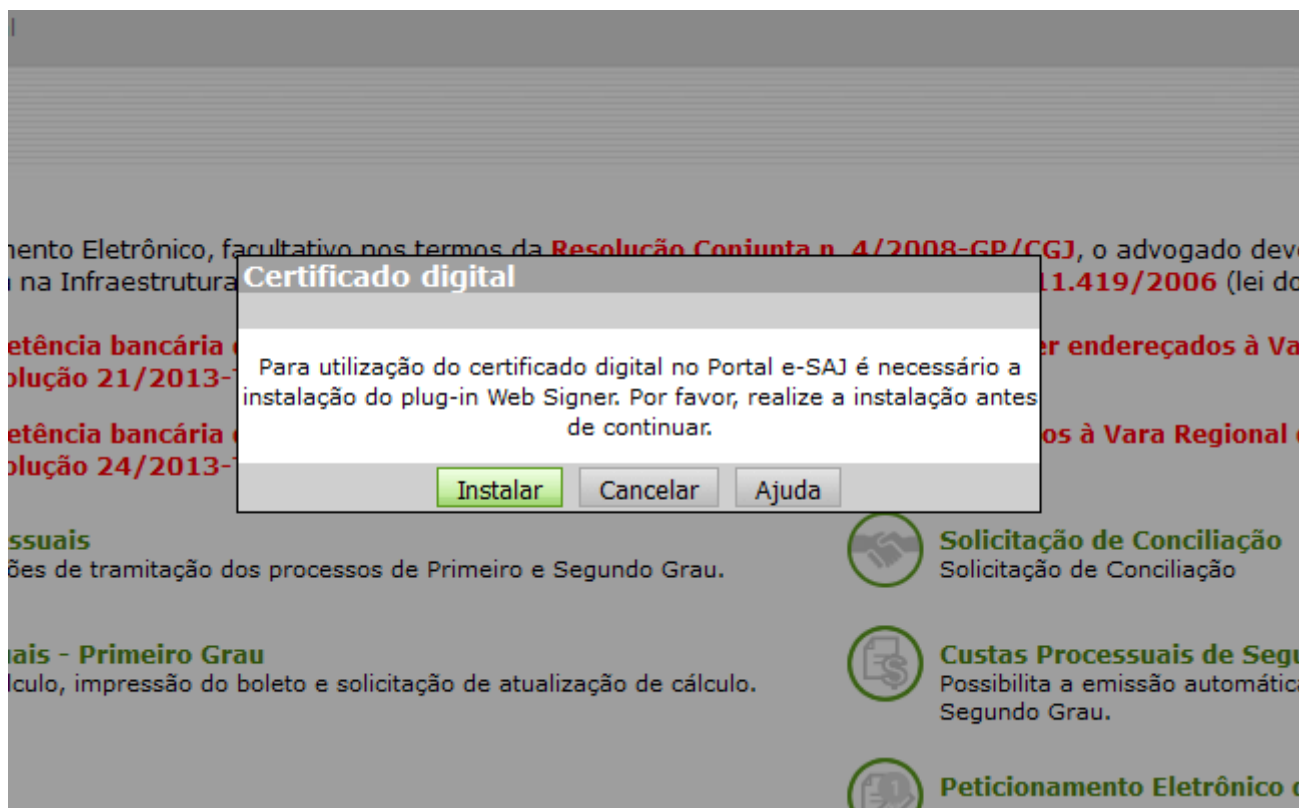 mento Eletrônico, facultativo nos termos da Resolução Conjunta n. 4/2008-GP/CGJ, o advogado dev
na Infraestrutura 11.419/2006 (lei do
Certificado digital
etência bancária er endereçados à Va
olução 21/2013-
Para utilização do certificado digital no Portal e-SAJ é necessário a
instalação do plug-in Web Signer. Por favor, realize a instalação antes
de continuar.
etência bancária os à Vara Regional
olução 24/2013-
Instalar Cancelar Ajuda
ssuais
ões de tramitação dos processos de Primeiro e Segundo Grau.
Solicitação de Conciliação
Solicitação de Conciliação
ais - Primeiro Grau
lculo, impressão do boleto e solicitação de atualização de cálculo.
Custas Processuais de Segu
Possibilita a emissão automátic
Segundo Grau.
Peticionamento Eletrônico